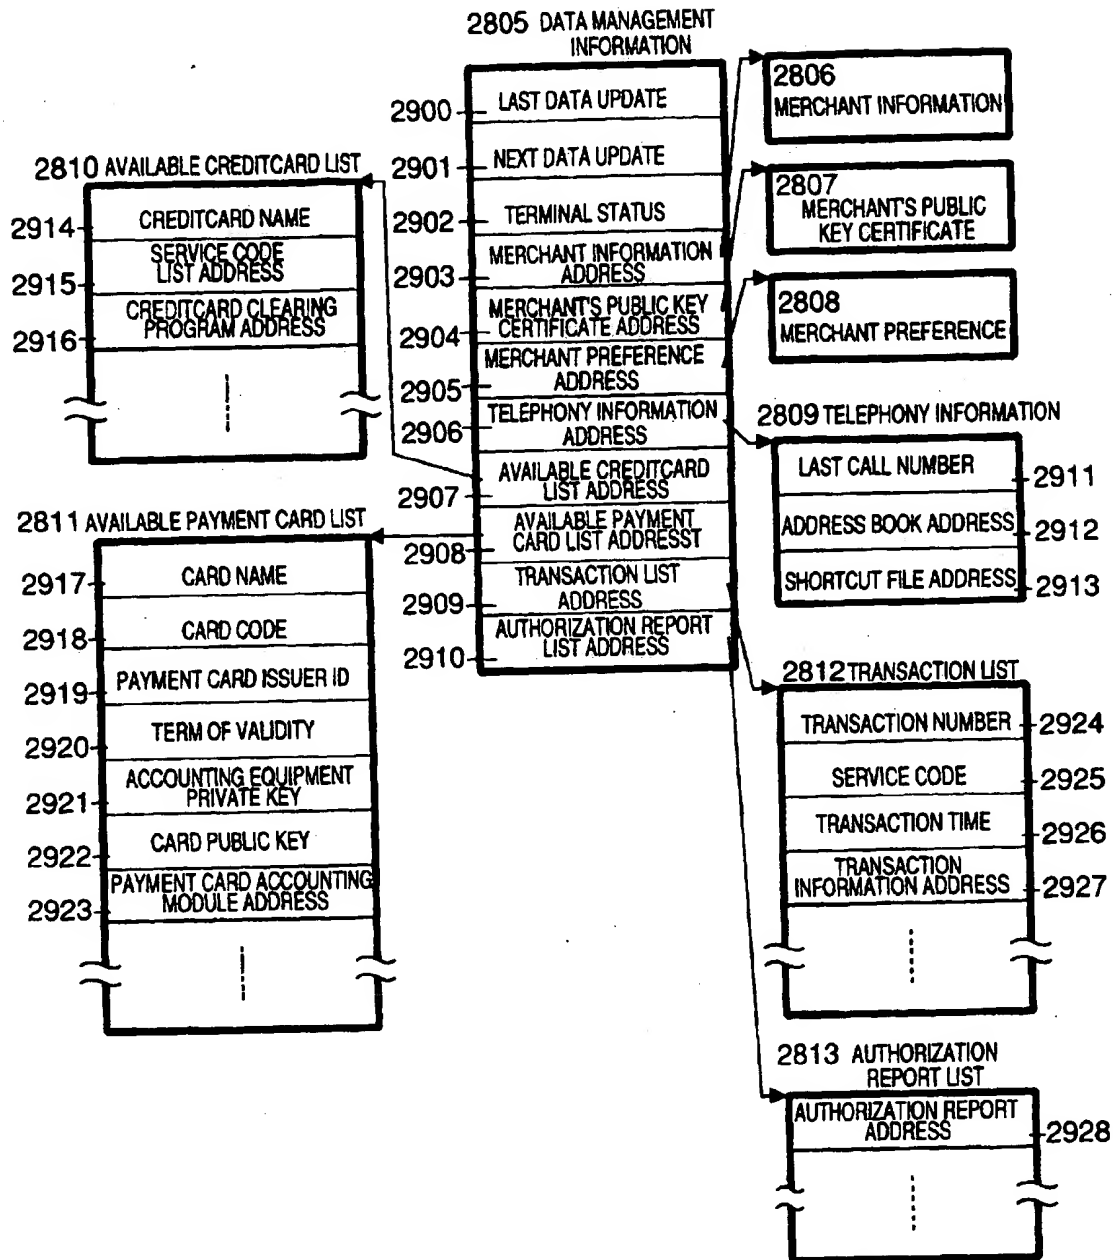 2805 DATA MANAGEMENT
INFORMATION
2900 LAST DATA UPDATE
2901 NEXT DATA UPDATE
2902 TERMINAL STATUS
2903 MERCHANT INFORMATION
ADDRESS
2904 MERCHANT'S PUBLIC KEY
CERTIFICATE ADDRESS
2905 MERCHANT PREFERENCE
ADDRESS
2906 TELEPHONY INFORMATION
ADDRESS
2907 AVAILABLE CREDITCARD
LIST ADDRESS
2908 AVAILABLE PAYMENT
CARD LIST ADDRESST
2909 TRANSACTION LIST
ADDRESS
2910 AUTHORIZATION REPORT
LIST ADDRESS
2810 AVAILABLE CREDITCARD LIST
2914 CREDITCARD NAME
2915 SERVICE CODE
LIST ADDRESS
2916 CREDITCARD CLEARING
PROGRAM ADDRESS
2811 AVAILABLE PAYMENT CARD LIST
2917 CARD NAME
2918 CARD CODE
2919 PAYMENT CARD ISSUER ID
2920 TERM OF VALIDITY
2921 ACCOUNTING EQUIPMENT
PRIVATE KEY
2922 CARD PUBLIC KEY
2923 PAYMENT CARD ACCOUNTING
MODULE ADDRESS
2806
MERCHANT INFORMATION
2807
MERCHANT'S PUBLIC
KEY CERTIFICATE
2808
MERCHANT PREFERENCE
2809 TELEPHONY INFORMATION
LAST CALL NUMBER 2911
ADDRESS BOOK ADDRESS 2912
SHORTCUT FILE ADDRESS 2913
2812 TRANSACTION LIST
TRANSACTION NUMBER 2924
SERVICE CODE 2925
TRANSACTION TIME 2926
TRANSACTION
INFORMATION ADDRESS 2927
2813 AUTHORIZATION
REPORT LIST
AUTHORIZATION REPORT
ADDRESS 2928